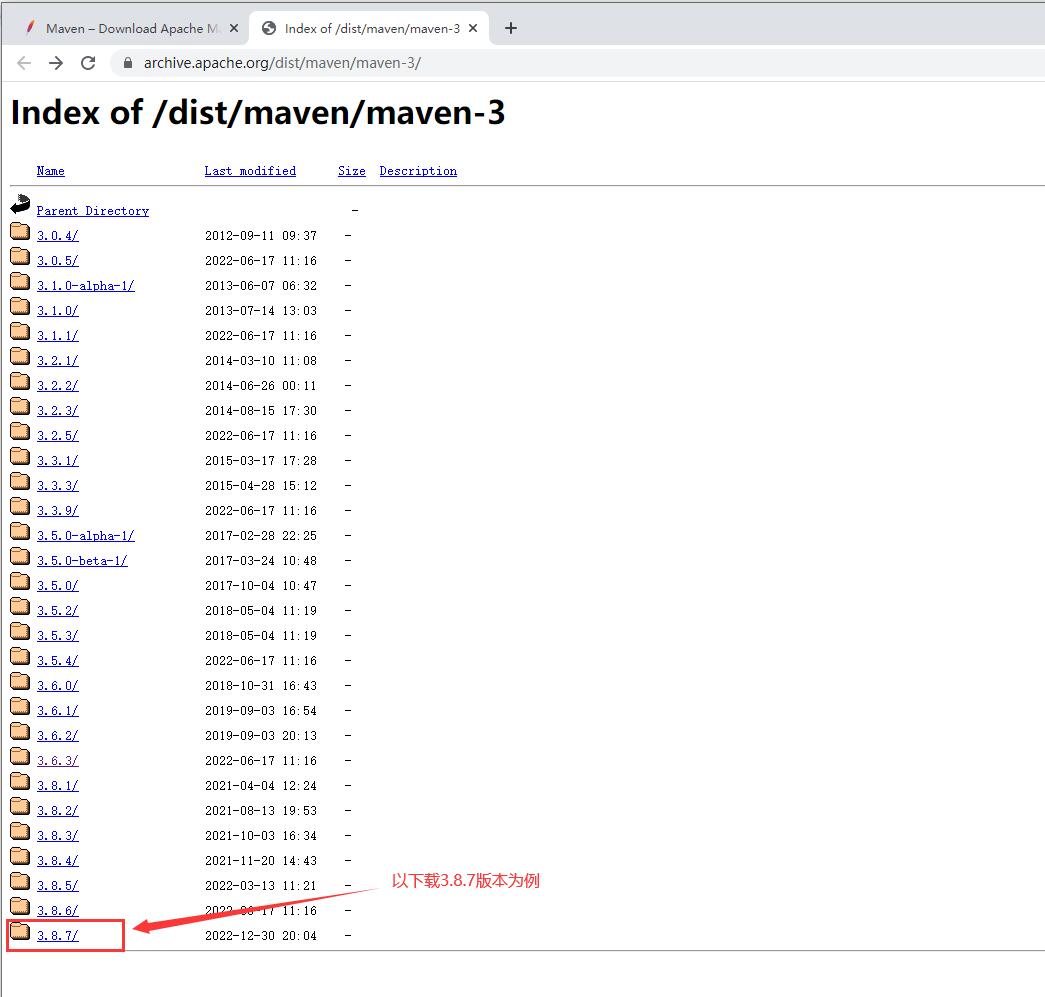 Maven – Download Apache M
Index of /dist/maven/maven-3
archive.apache.org/dist/maven/maven-3/
Index of /dist/maven/maven-3
Name Last modified Size Description
Parent Directory -
3.0.4/ 2012-09-11 09:37 -
3.0.5/ 2022-06-17 11:16 -
3.1.0-alpha-1/ 2013-06-07 06:32 -
3.1.0/ 2013-07-14 13:03 -
3.1.1/ 2022-06-17 11:16 -
3.2.1/ 2014-03-10 11:08 -
3.2.2/ 2014-06-26 00:11 -
3.2.3/ 2014-08-15 17:30 -
3.2.5/ 2022-06-17 11:16 -
3.3.1/ 2015-03-17 17:28 -
3.3.3/ 2015-04-28 15:12 -
3.3.9/ 2022-06-17 11:16 -
3.5.0-alpha-1/ 2017-02-28 22:25 -
3.5.0-beta-1/ 2017-03-24 10:48 -
3.5.0/ 2017-10-04 10:47 -
3.5.2/ 2018-05-04 11:19 -
3.5.3/ 2018-05-04 11:19 -
3.5.4/ 2022-06-17 11:16 -
3.6.0/ 2018-10-31 16:43 -
3.6.1/ 2019-09-03 16:54 -
3.6.2/ 2019-09-03 20:13 -
3.6.3/ 2022-06-17 11:16 -
3.8.1/ 2021-04-04 12:24 -
3.8.2/ 2021-08-13 19:53 -
3.8.3/ 2021-10-03 16:34 -
3.8.4/ 2021-11-20 14:43 -
3.8.5/ 2022-03-13 11:21 -
以下载3.8.7版本为例
3.8.6/ 2022-06-17 11:16 -
3.8.7/ 2022-12-30 20:04 -